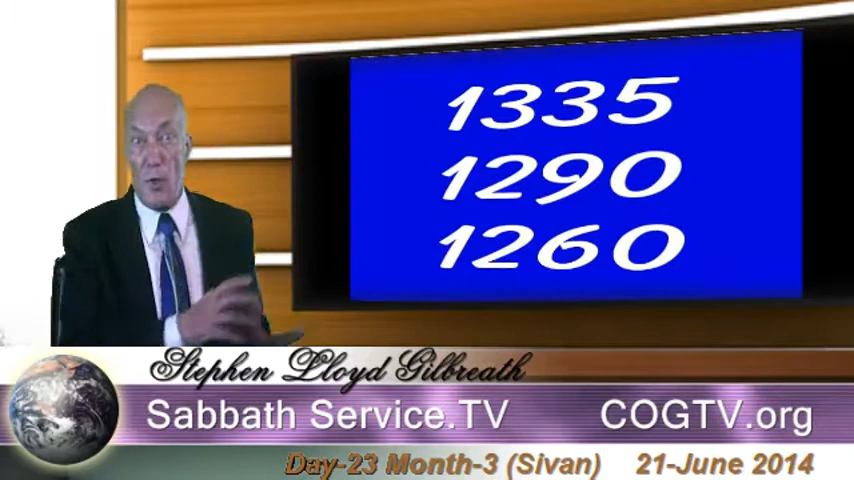 1335
1290
1260
Stephen Lloyd Gilbreath
Sabbath Service.TV COGTV.org
Day-23 Month-3 (Sivan) 21-June 2014